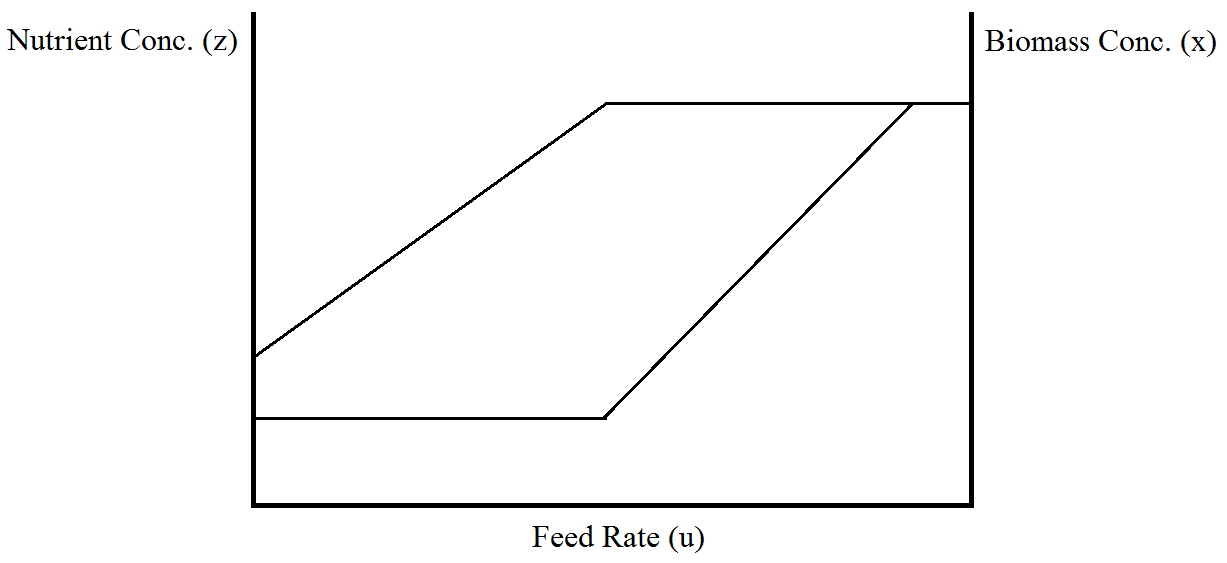 Nutrient Conc. (z)
Biomass Conc. (x)
Feed Rate (u)